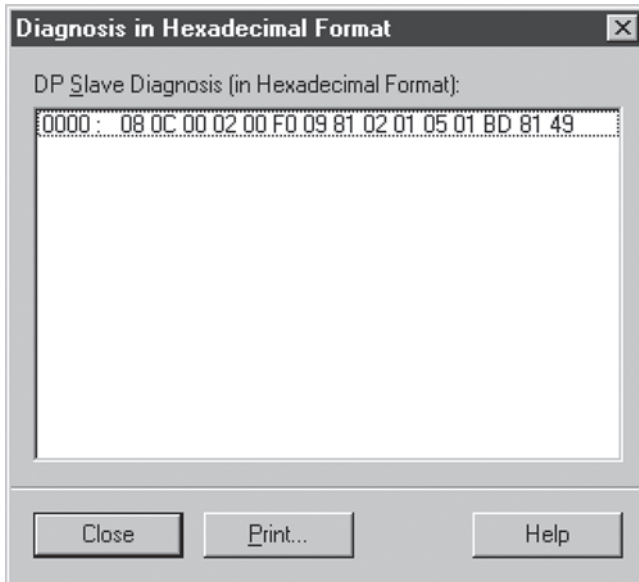 Diagnosis in Hexadecimal Format
DP Slave Diagnosis (in Hexadecimal Format):
0000 : 08 0C 00 02 00 F0 09 81 02 01 05 01 BD 81 49
Close Print... Help